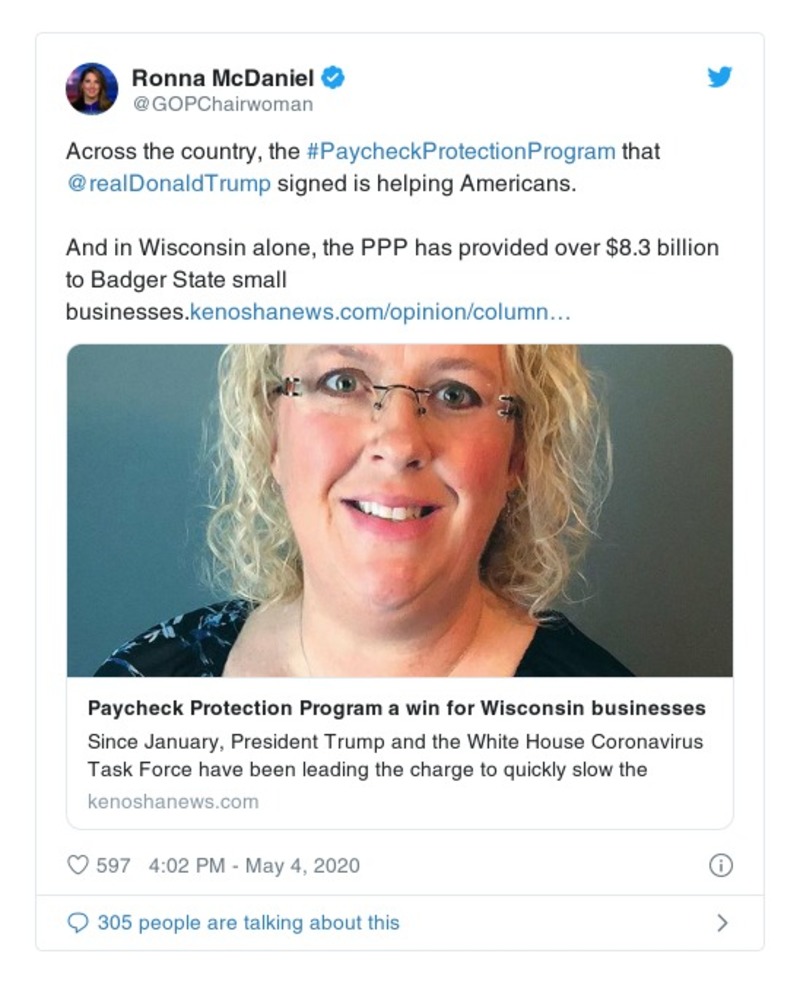 Ronna McDaniel
@GOPChairwoman
Across the country, the #PaycheckProtectionProgram that
@realDonaldTrump signed is helping Americans.
And in Wisconsin alone, the PPP has provided over $8.3 billion
to Badger State small
businesses.kenoshanews.com/opinion/column…
Paycheck Protection Program a win for Wisconsin businesses
Since January, President Trump and the White House Coronavirus
Task Force have been leading the charge to quickly slow the
kenoshanews.com
597 4:02 PM - May 4, 2020
305 people are talking about this